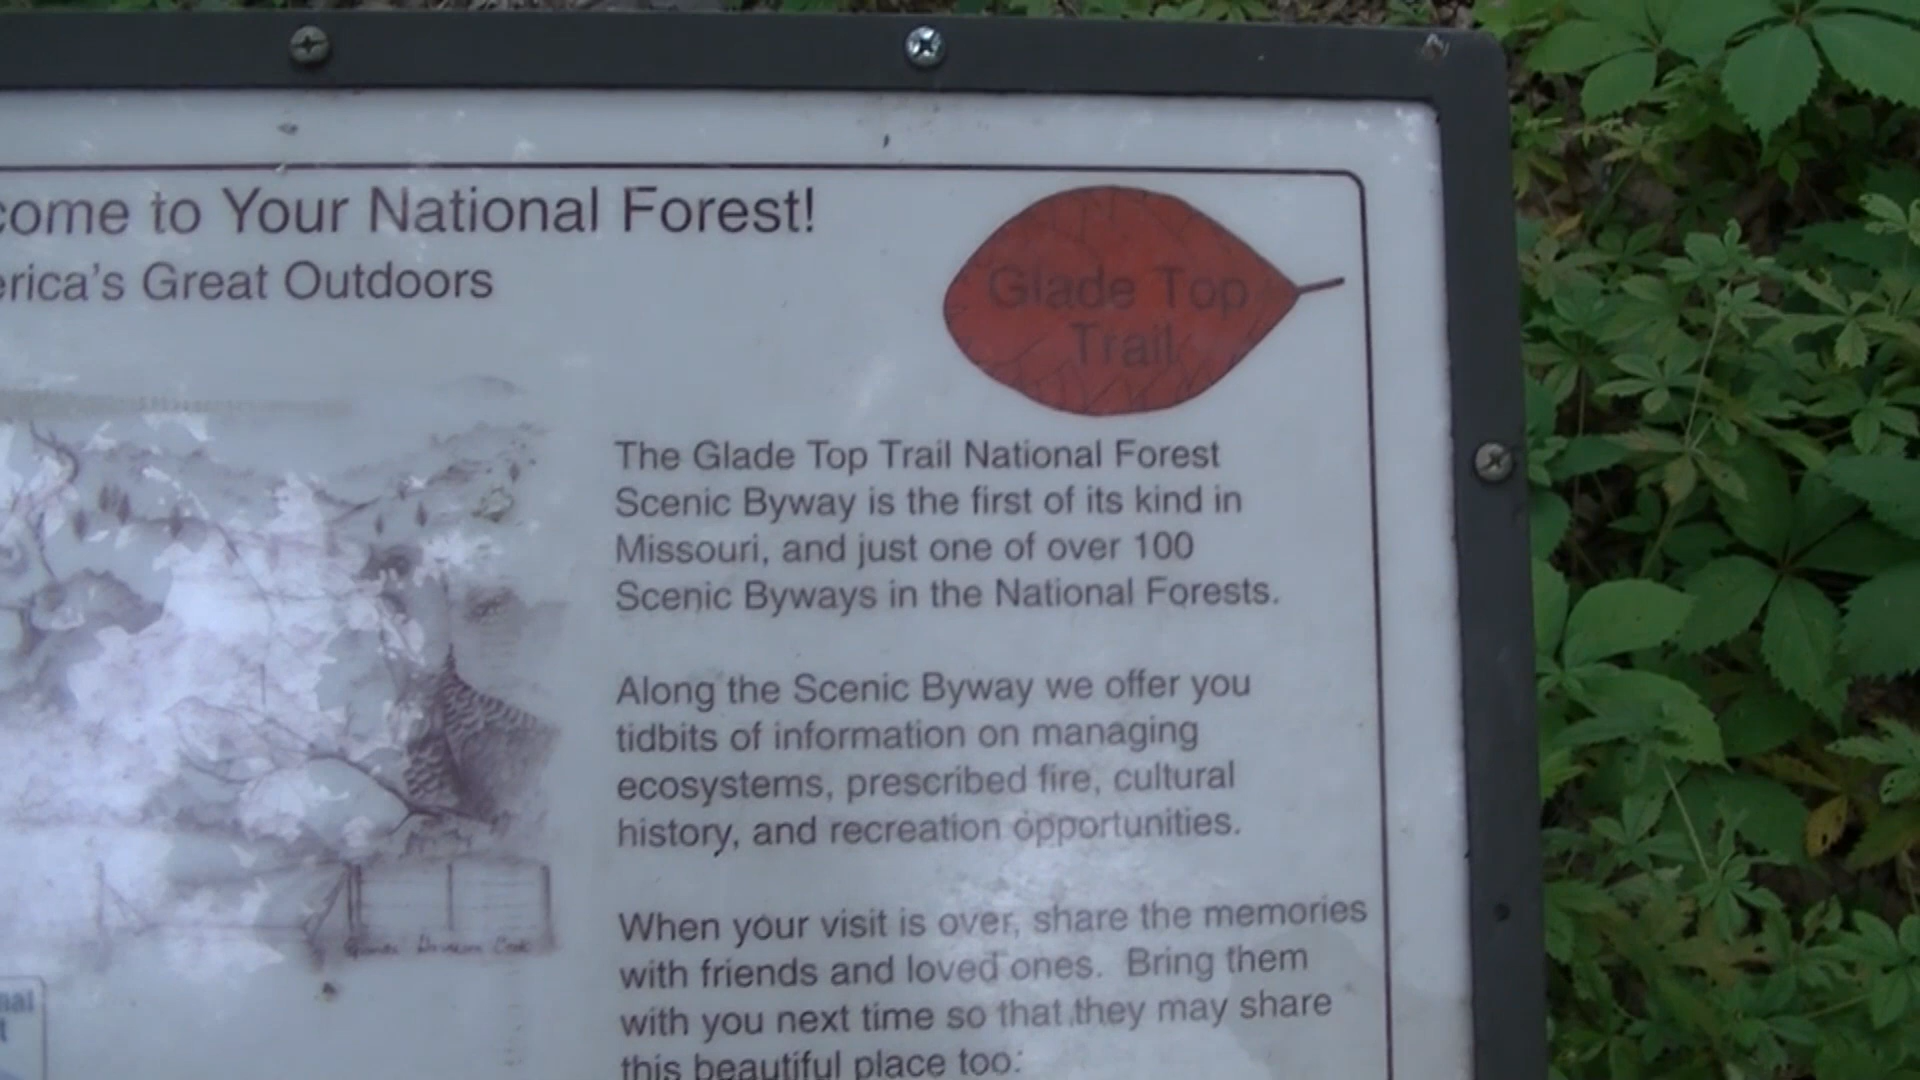 come to Your National Forest!
erica's Great Outdoors
Glade Top
Trail
The Glade Top Trail National Forest
Scenic Byway is the first of its kind in
Missouri, and just one of over 100
Scenic Byways in the National Forests.
Along the Scenic Byway we offer you
tidbits of information on managing
ecosystems, prescribed fire, cultural
history, and recreation opportunities.
When your visit is over, share the memories
with friends and loved ones. Bring them
with you next time so that they may share
this beautiful place too.
nal
t